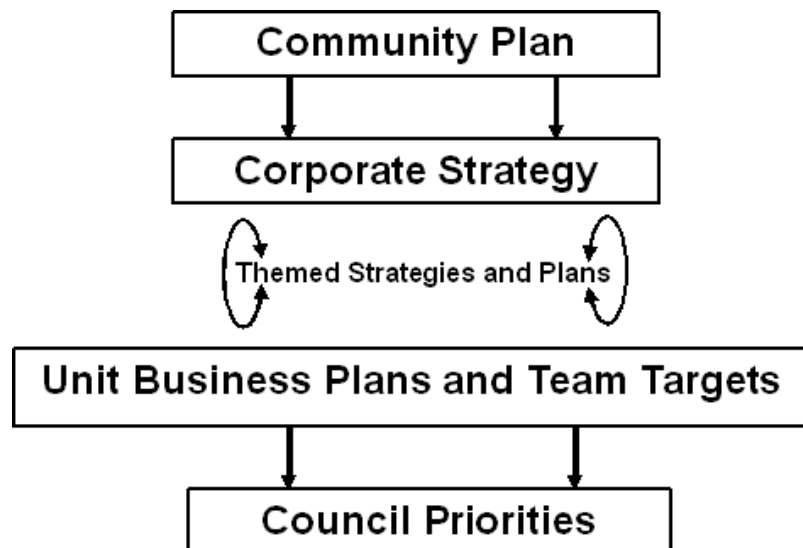 Community Plan
Corporate Strategy
Themed Strategies and Plans
Unit Business Plans and Team Targets
Council Priorities